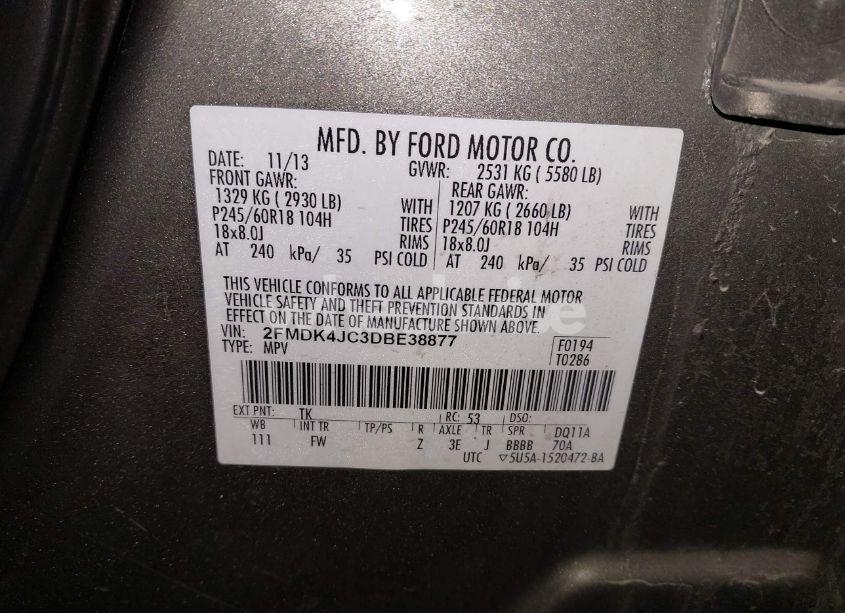 MFD. BY FORD MOTOR CO.
DATE: 11/13 GVWR: 2531 KG ( 5580 LB)
FRONT GAWR: REAR GAWR:
1329 KG ( 2930 LB) WITH 1207 KG ( 2660 LB) WITH
P245/60R18 104H TIRES P245/60R18 104H TIRES
18x8.0J RIMS 18x8.0J RIMS
AT 240 kPa/ 35 PSI COLD AT 240 kPa/ 35 PSI COLD
THIS VEHICLE CONFORMS TO ALL APPLICABLE FEDERAL MOTOR
VEHICLE SAFETY AND THEFT PREVENTION STANDARDS IN
EFFECT ON THE DATE OF MANUFACTURE SHOWN ABOVE.
VIN: 2FMDK4JC3DBE38877 F0194
TYPE: MPV T0286
EXT PNT: TK RC: 53 DSO:
WB INT TR TP/PS R AXLE TR SPR DQ11A
111 FW Z 3E J BBBB 70A
UTC ▽5U5A-1520472-BA